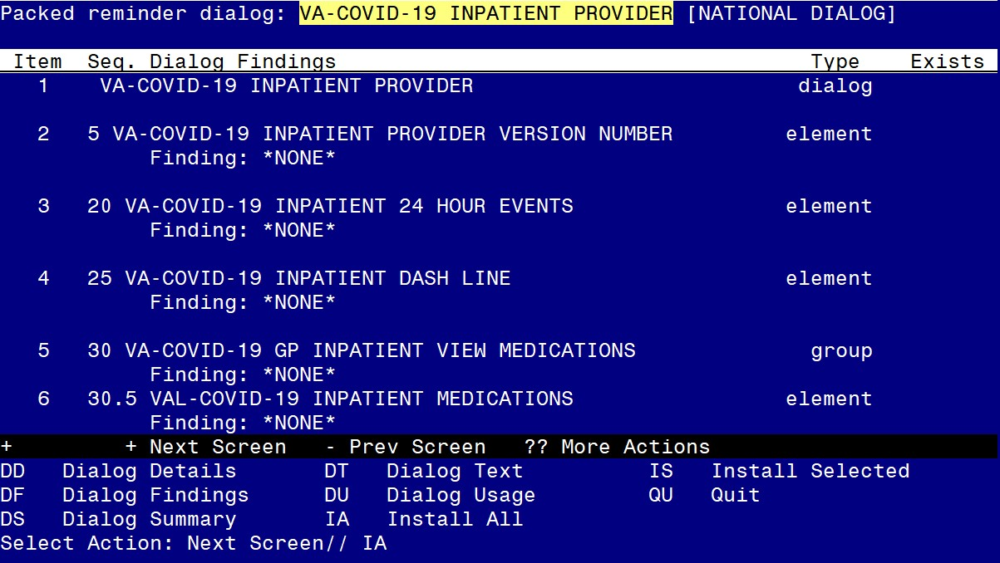 Packed reminder dialog: VA-COVID-19 INPATIENT PROVIDER [NATIONAL DIALOG]
Item Seq. Dialog Findings Type Exists
1 VA-COVID-19 INPATIENT PROVIDER dialog
2 5 VA-COVID-19 INPATIENT PROVIDER VERSION NUMBER element
Finding: *NONE*
3 20 VA-COVID-19 INPATIENT 24 HOUR EVENTS element
Finding: *NONE*
4 25 VA-COVID-19 INPATIENT DASH LINE element
Finding: *NONE*
5 30 VA-COVID-19 GP INPATIENT VIEW MEDICATIONS group
Finding: *NONE*
6 30.5 VAL-COVID-19 INPATIENT MEDICATIONS element
Finding: *NONE*
+ + Next Screen - Prev Screen ?? More Actions
DD Dialog Details DT Dialog Text IS Install Selected
DF Dialog Findings DU Dialog Usage QU Quit
DS Dialog Summary IA Install All
Select Action: Next Screen// IA